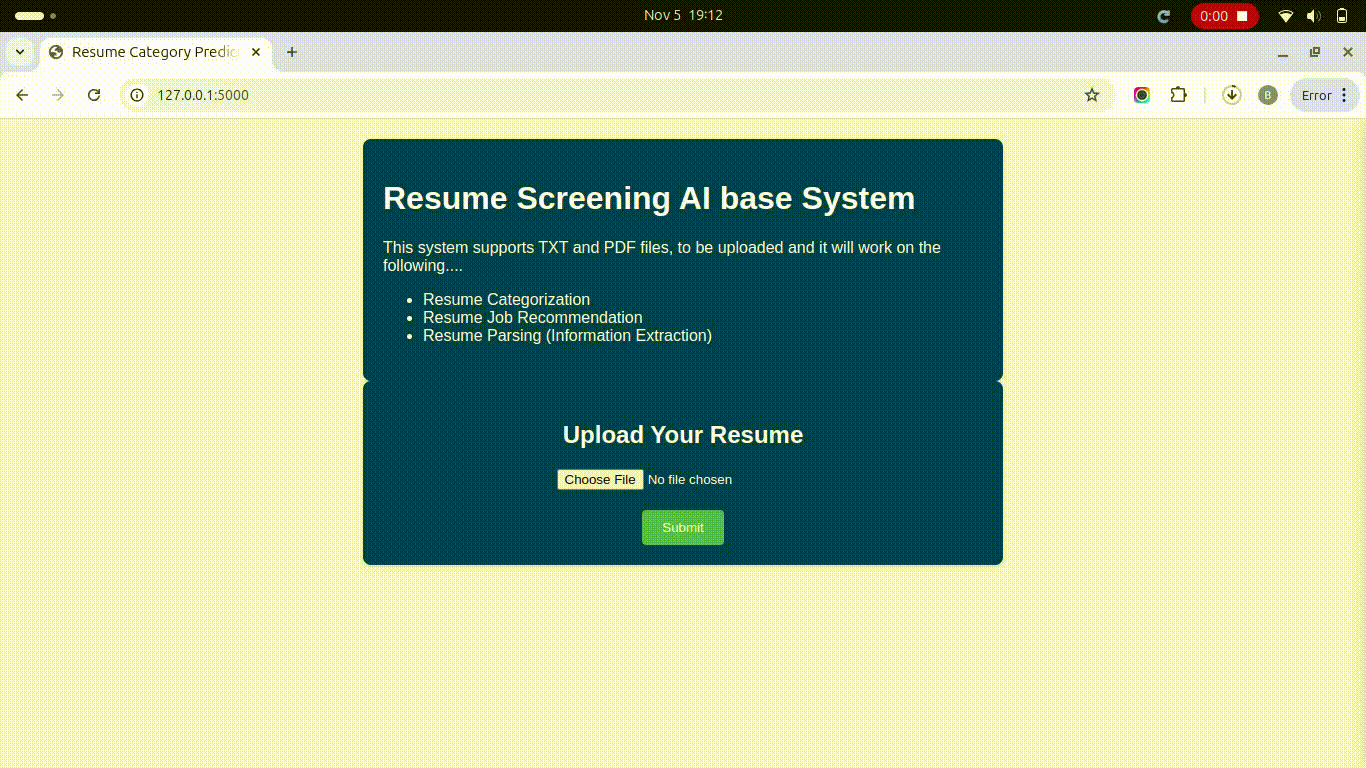 Nov 5 19:12
0:00
Resume Category Predic
127.0.0.1:5000
B
Error
Resume Screening AI base System
This system supports TXT and PDF files, to be uploaded and it will work on the
following....
Resume Categorization
Resume Job Recommendation
Resume Parsing (Information Extraction)
Upload Your Resume
Choose File No file chosen
Submit